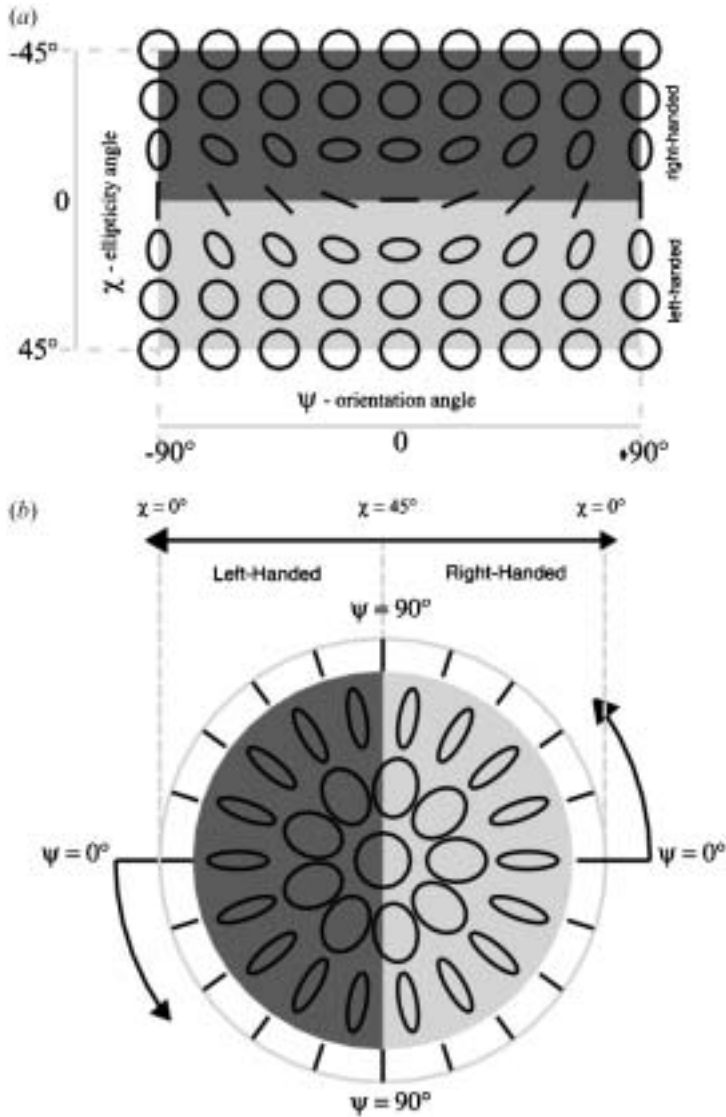 (a)
-45°
0
45°
χ - ellipticity angle
right-handed
left-handed
ψ - orientation angle
-90°
0
+90°
(b)
χ = 0°
χ = 45°
χ = 0°
Left-Handed
Right-Handed
ψ = 90°
ψ = 0°
ψ = 0°
ψ = 90°